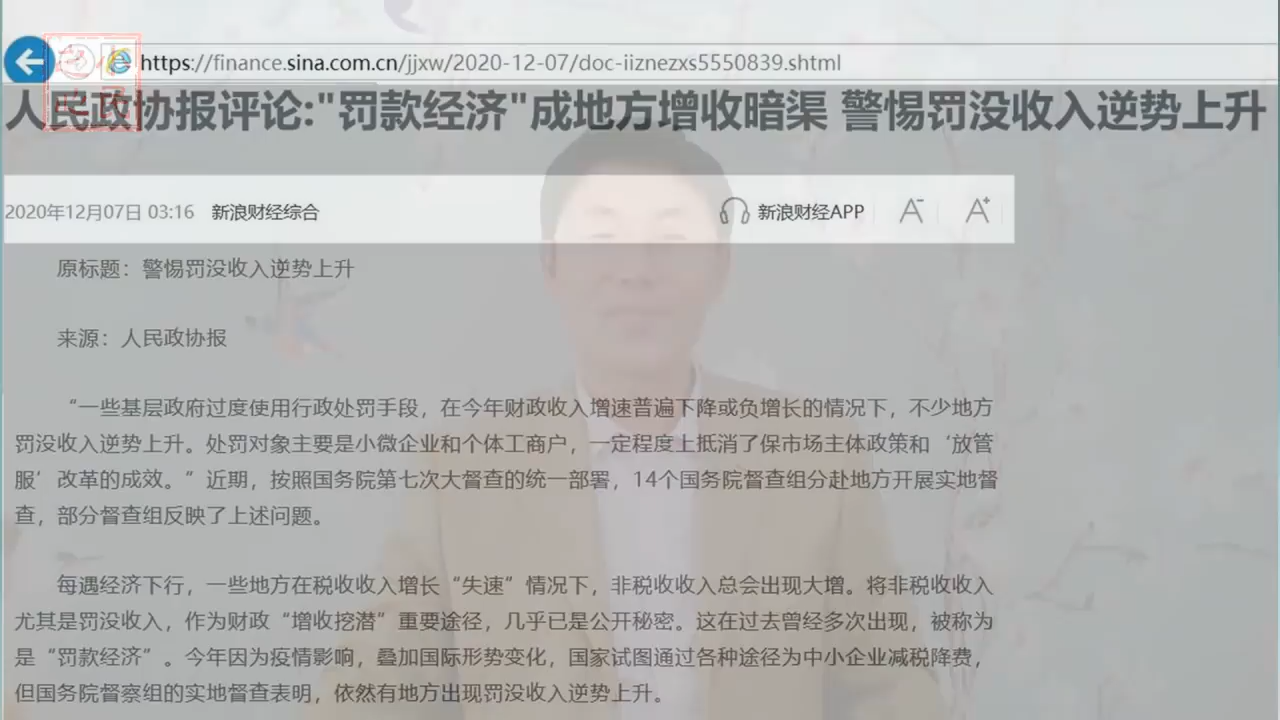 https://finance.sina.com.cn/jjxw/2020-12-07/doc-iiznezxs5550839.shtml
人民政协报评论:"罚款经济"成地方增收暗渠 警惕罚没收入逆势上升
2020年12月07日 03:16 新浪财经综合 新浪财经APP A- A+
原标题：警惕罚没收入逆势上升
来源：人民政协报
“一些基层政府过度使用行政处罚手段，在今年财政收入增速普遍下降或负增长的情况下，不少地方
罚没收入逆势上升。处罚对象主要是小微企业和个体工商户，一定程度上抵消了保市场主体政策和‘放管
服’改革的成效。”近期，按照国务院第七次大督查的统一部署，14个国务院督查组分赴地方开展实地督
查，部分督查组反映了上述问题。
每遇经济下行，一些地方在税收收入增长“失速”情况下，非税收收入总会出现大增。将非税收收入
尤其是罚没收入，作为财政“增收挖潜”重要途径，几乎已是公开秘密。这在过去曾经多次出现，被称为
是“罚款经济”。今年因为疫情影响，叠加国际形势变化，国家试图通过各种途径为中小企业减税降费，
但国务院督察组的实地督查表明，依然有地方出现罚没收入逆势上升。